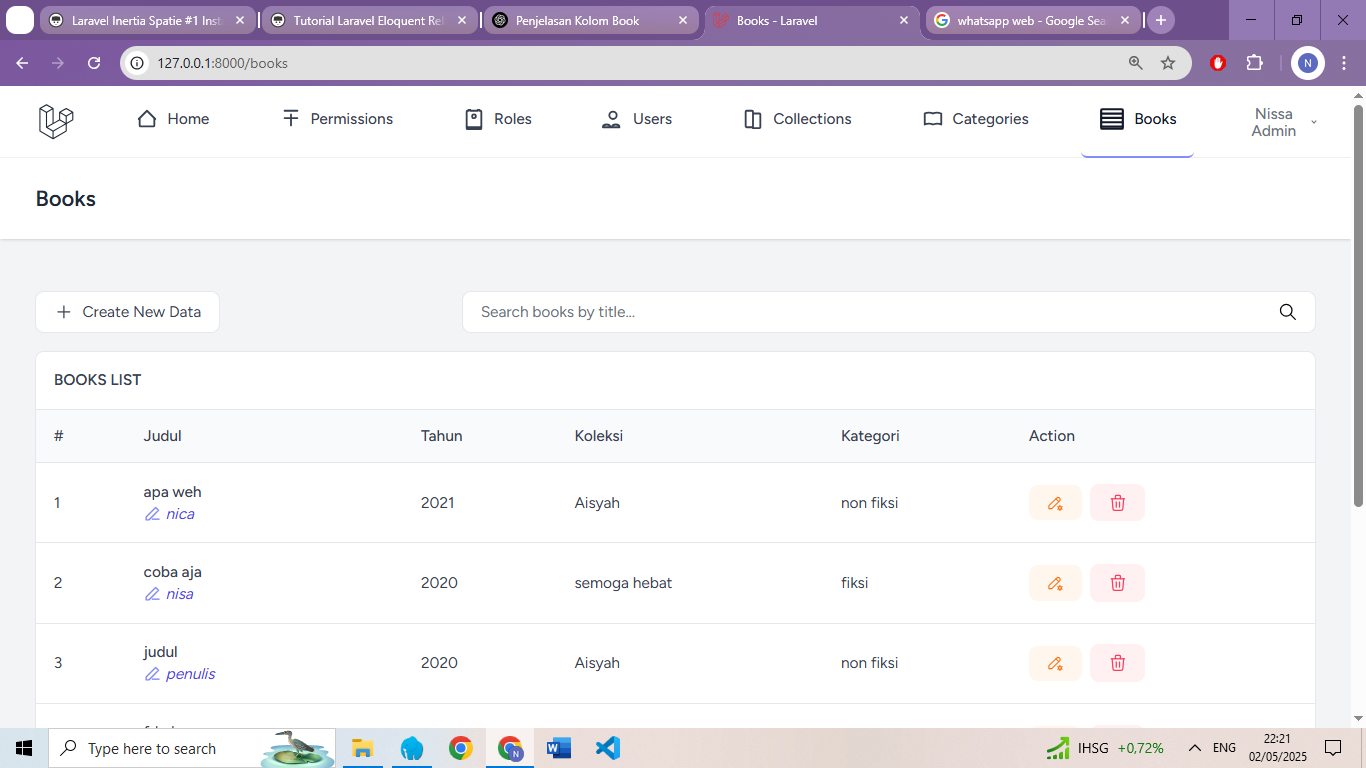 Laravel Inertia Spatie #1 Inst
Tutorial Laravel Eloquent Rel
Penjelasan Kolom Book
Books - Laravel
whatsapp web - Google Sea
127.0.0.1:8000/books
N
Home
Permissions
Roles
Users
Collections
Categories
Books
Nissa
Admin
Books
+ Create New Data
Search books by title...
BOOKS LIST
# Judul Tahun Koleksi Kategori Action
1 apa weh 2021 Aisyah non fiksi
nica
2 coba aja 2020 semoga hebat fiksi
nisa
3 judul 2020 Aisyah non fiksi
penulis
Type here to search
N
IHSG +0,72%
ENG
22:21
02/05/2025